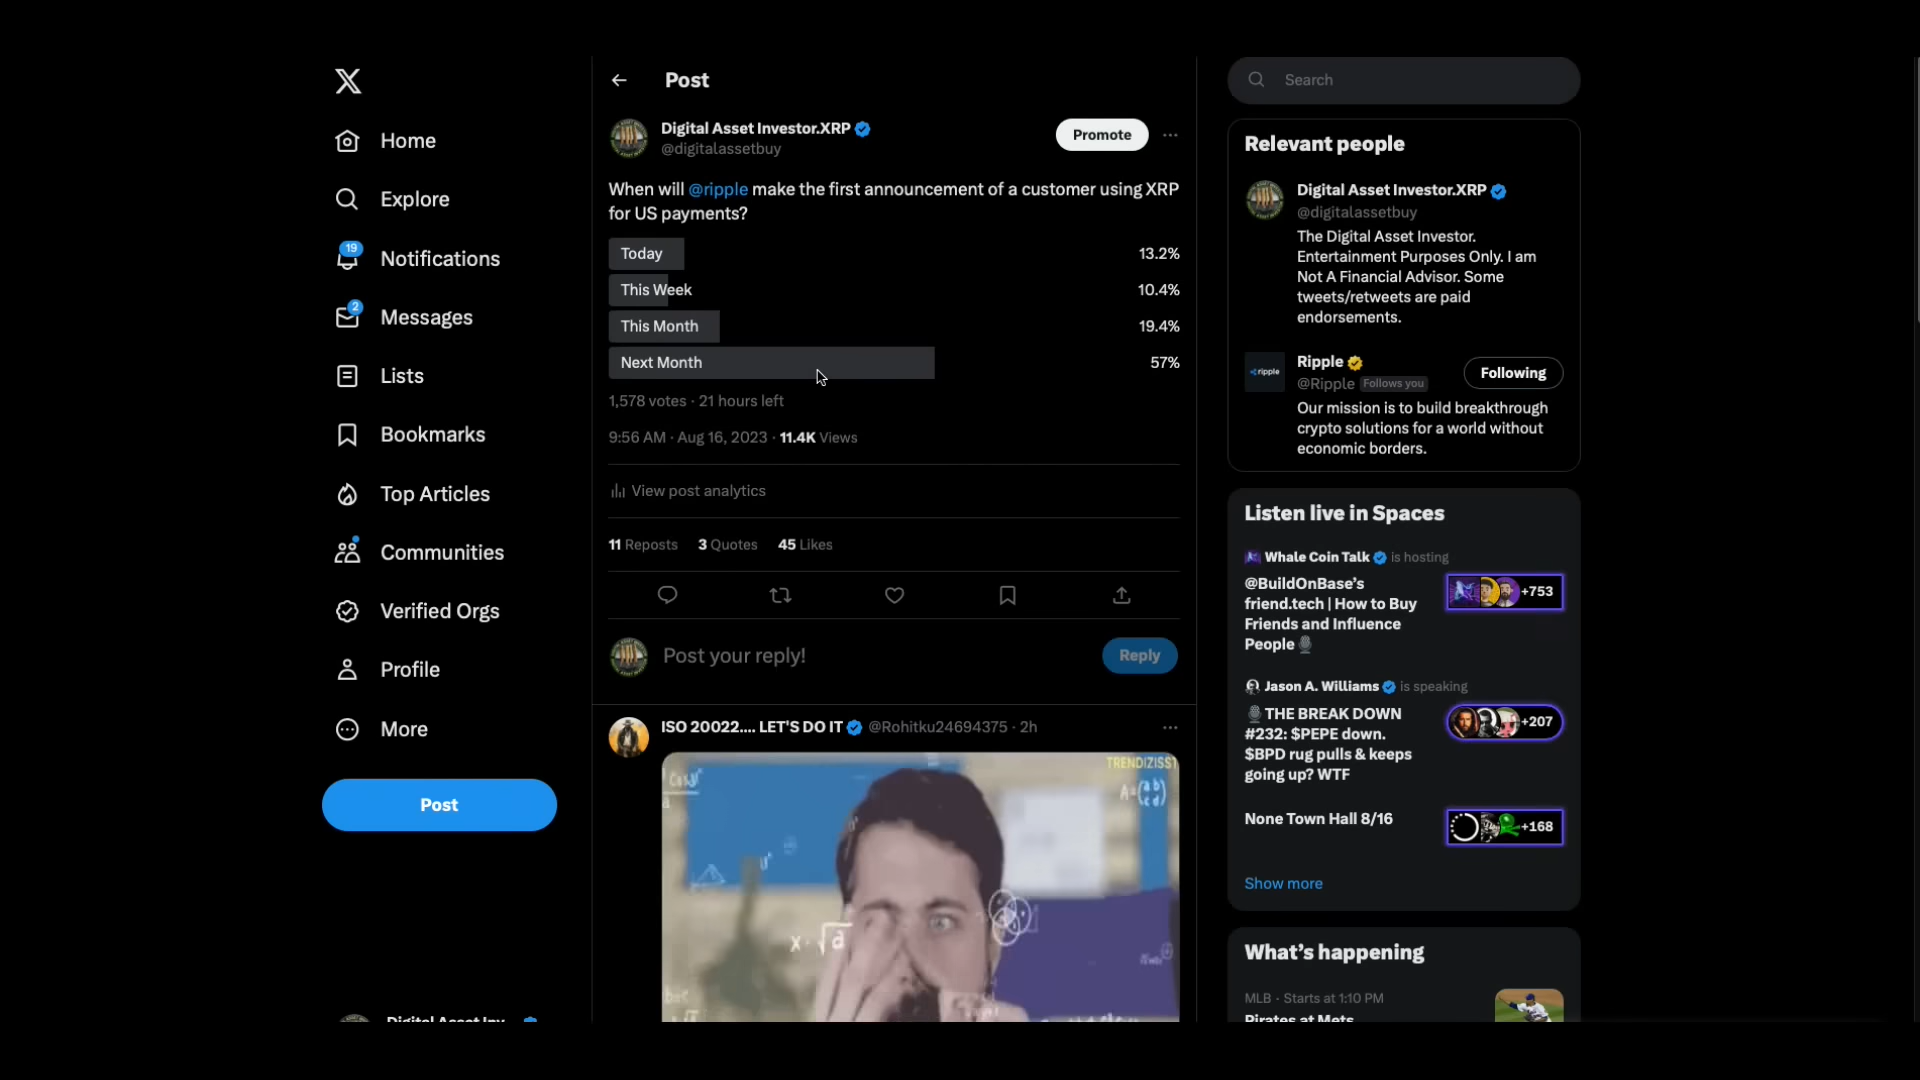 X
Home
Explore
19
Notifications
2
Messages
Lists
Bookmarks
Top Articles
Communities
Verified Orgs
Profile
More
Post
Post
Digital Asset Investor.XRP
@digitalassetbuy
Promote
When will @ripple make the first announcement of a customer using XRP
for US payments?
Today 13.2%
This Week 10.4%
This Month 19.4%
Next Month 57%
1,578 votes · 21 hours left
9:56 AM · Aug 16, 2023 · 11.4K Views
View post analytics
11 Reposts 3 Quotes 45 Likes
Post your reply!
Reply
ISO 20022.... LET'S DO IT @Rohitku24694375 · 2h
TRENDIZISST
Search
Relevant people
Digital Asset Investor.XRP
@digitalassetbuy
The Digital Asset Investor.
Entertainment Purposes Only. I am
Not A Financial Advisor. Some
tweets/retweets are paid
endorsements.
ripple
Ripple
@Ripple Follows you
Following
Our mission is to build breakthrough
crypto solutions for a world without
economic borders.
Listen live in Spaces
Whale Coin Talk is hosting
@BuildOnBase's
friend.tech | How to Buy
Friends and Influence
People
+753
Jason A. Williams is speaking
THE BREAK DOWN
#232: $PEPE down.
$BPD rug pulls & keeps
going up? WTF
+207
None Town Hall 8/16
+168
Show more
What's happening
MLB · Starts at 1:10 PM
Pirates at Mets